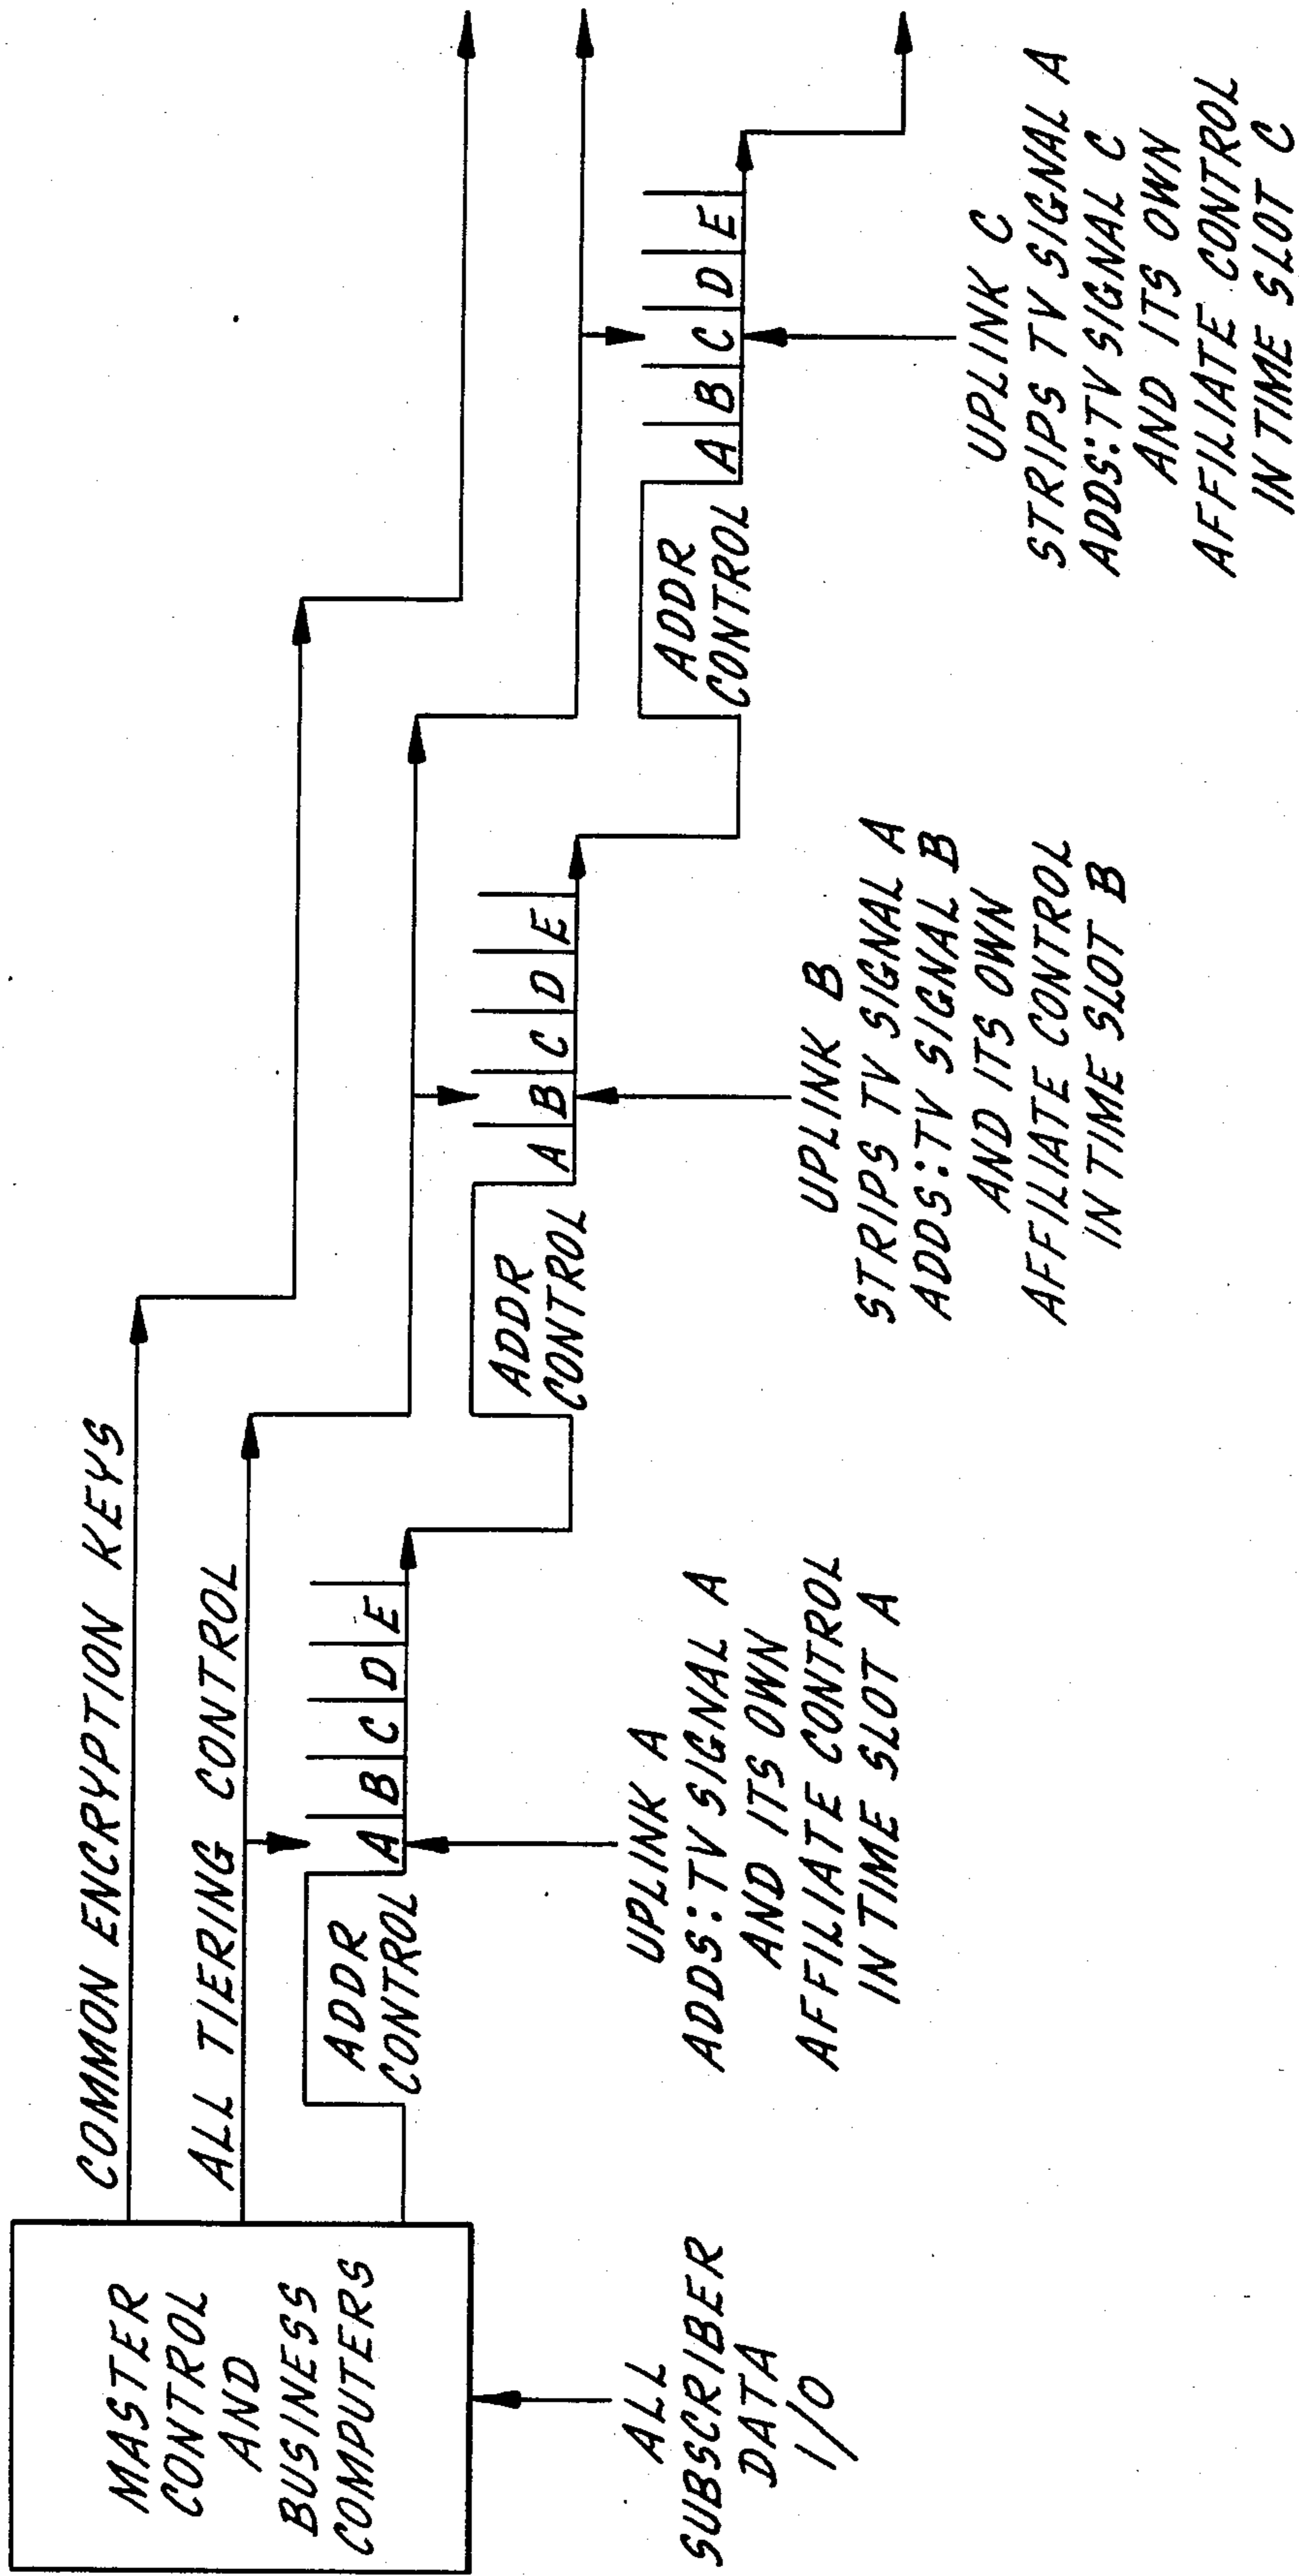 MASTER
CONTROL
AND
BUSINESS
COMPUTERS
ALL
SUBSCRIBER
DATA
I/O
COMMON ENCRYPTION KEYS
ALL TIERING CONTROL
ADDR
CONTROL
A B C D E
UPLINK A
ADDS: TV SIGNAL A
AND ITS OWN
AFFILIATE CONTROL
IN TIME SLOT A
ADDR
CONTROL
A B C D E
UPLINK B
STRIPS TV SIGNAL A
ADDS: TV SIGNAL B
AND ITS OWN
AFFILIATE CONTROL
IN TIME SLOT B
ADDR
CONTROL
A B C D E
UPLINK C
STRIPS TV SIGNAL A
ADDS: TV SIGNAL C
AND ITS OWN
AFFILIATE CONTROL
IN TIME SLOT C